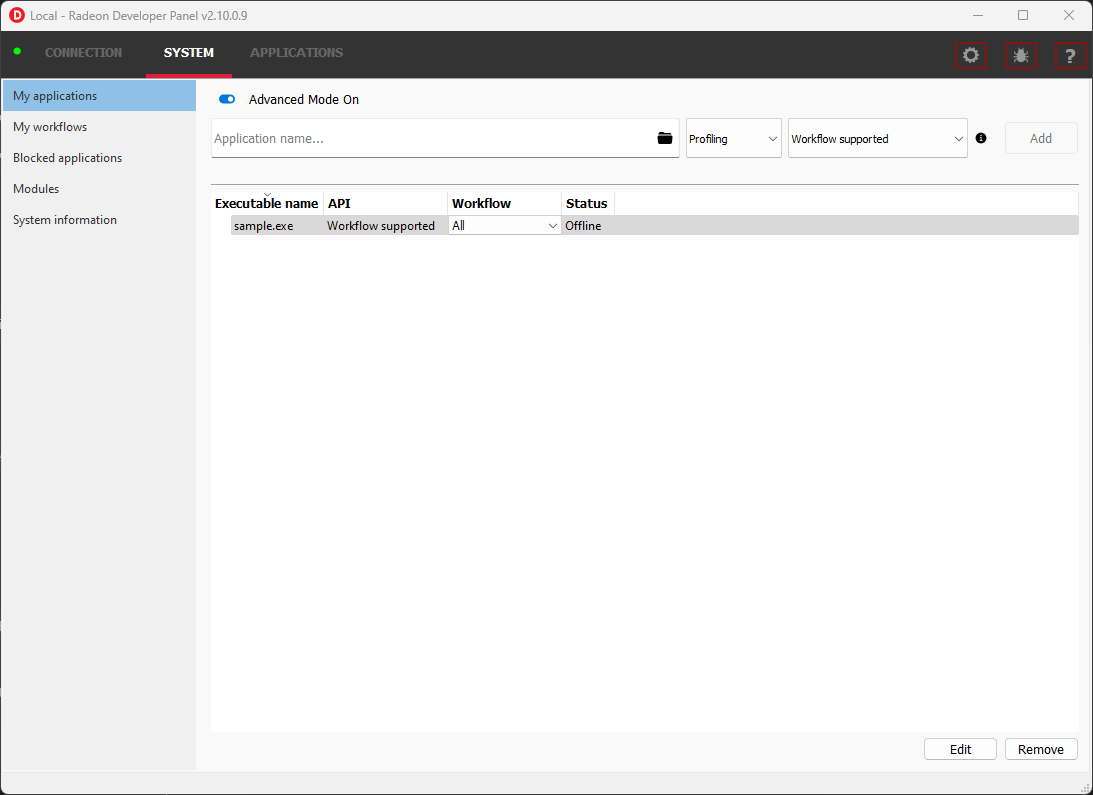 D Local - Radeon Developer Panel v2.10.0.9
CONNECTION SYSTEM APPLICATIONS ?
My applications
My workflows
Blocked applications
Modules
System information
Advanced Mode On
Application name... Profiling Workflow supported i Add
Executable name API Workflow Status
sample.exe Workflow supported All Offline
Edit Remove